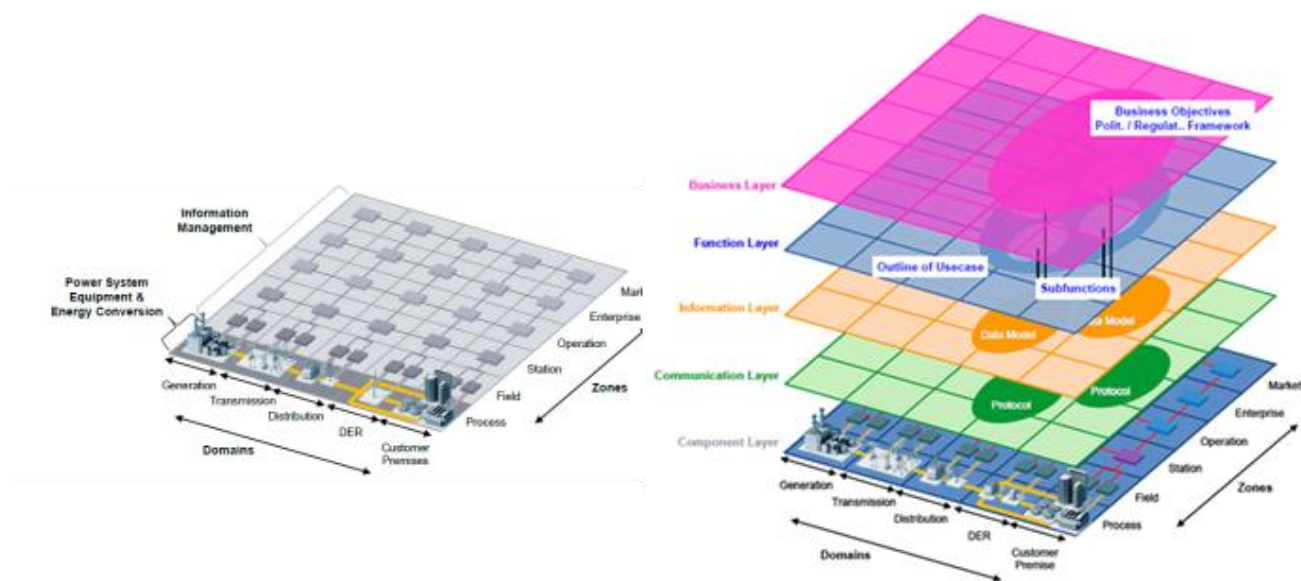 Information
Management
Power System
Equipment &
Energy Conversion
Market
Enterprise
Operation
Station
Field
Process
Zones
Generation
Transmission
Distribution
DER
Customer
Premises
Domains
Business Objectives
Polit. / Regulat.. Framework
Business Layer
Function Layer
Outline of Usecase
Subfunctions
Information Layer
Data Model
Model
Communication Layer
Protocol
Protocol
Component Layer
Market
Enterprise
Operation
Station
Field
Process
Zones
Generation
Transmission
Distribution
DER
Customer
Premise
Domains